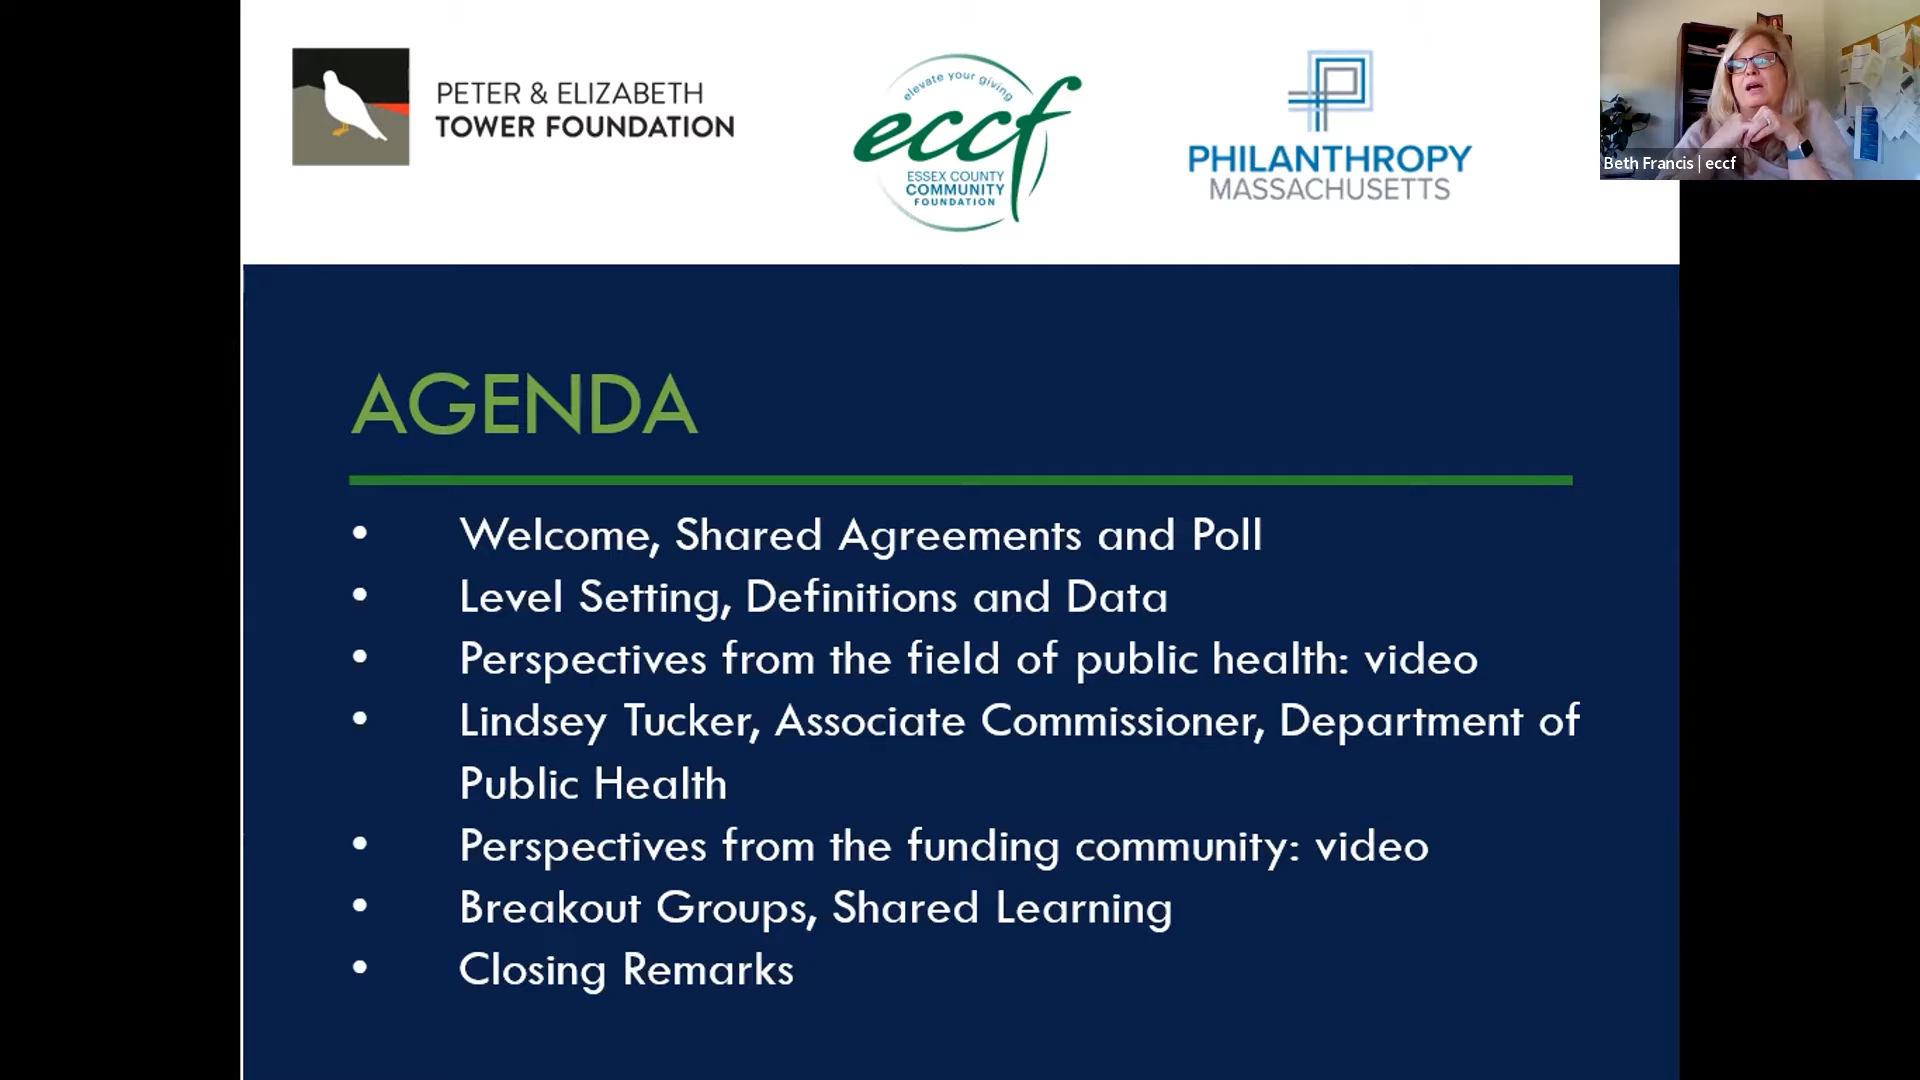 PETER & ELIZABETH
TOWER FOUNDATION
elevate your giving
eccf
ESSEX COUNTY
COMMUNITY
FOUNDATION
PHILANTHROPY
MASSACHUSETTS
Beth Francis | eccf
AGENDA
• Welcome, Shared Agreements and Poll
• Level Setting, Definitions and Data
• Perspectives from the field of public health: video
• Lindsey Tucker, Associate Commissioner, Department of
Public Health
• Perspectives from the funding community: video
• Breakout Groups, Shared Learning
• Closing Remarks